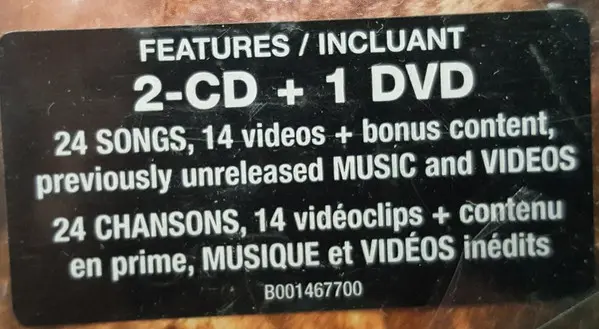 FEATURES / INCLUANT
2-CD + 1 DVD
24 SONGS, 14 videos + bonus content,
previously unreleased MUSIC and VIDEOS
24 CHANSONS, 14 vidéoclips + contenu
en prime, MUSIQUE et VIDÉOS inédits
B001467700